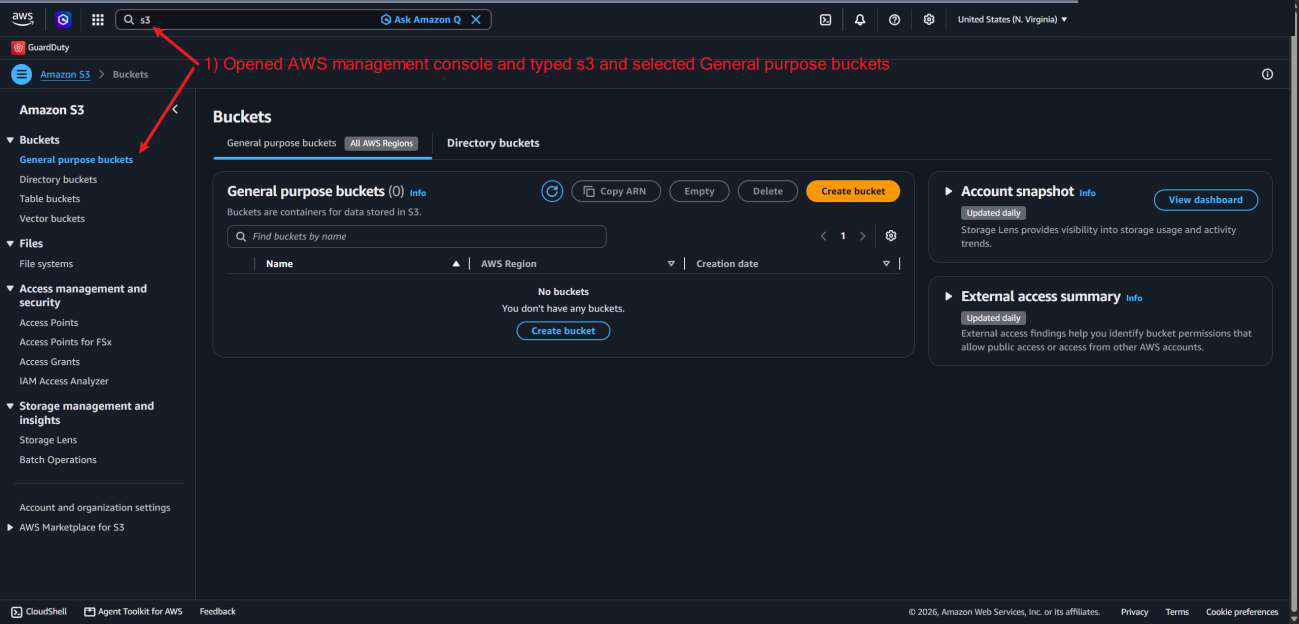 aws
s3
Ask Amazon Q
United States (N. Virginia)
GuardDuty
Amazon S3 > Buckets
1) Opened AWS management console and typed s3 and selected General purpose buckets
Amazon S3
Buckets
General purpose buckets
Directory buckets
Table buckets
Vector buckets
Files
File systems
Access management and
security
Access Points
Access Points for FSx
Access Grants
IAM Access Analyzer
Storage management and
insights
Storage Lens
Batch Operations
Account and organization settings
AWS Marketplace for S3
Buckets
General purpose buckets All AWS Regions Directory buckets
General purpose buckets (0) Info
Copy ARN Empty Delete Create bucket
Buckets are containers for data stored in S3.
Find buckets by name
1
Name AWS Region Creation date
No buckets
You don't have any buckets.
Create bucket
Account snapshot Info
View dashboard
Updated daily
Storage Lens provides visibility into storage usage and activity
trends.
External access summary Info
Updated daily
External access findings help you identify bucket permissions that
allow public access or access from other AWS accounts.
CloudShell Agent Toolkit for AWS Feedback © 2026, Amazon Web Services, Inc. or its affiliates. Privacy Terms Cookie preferences